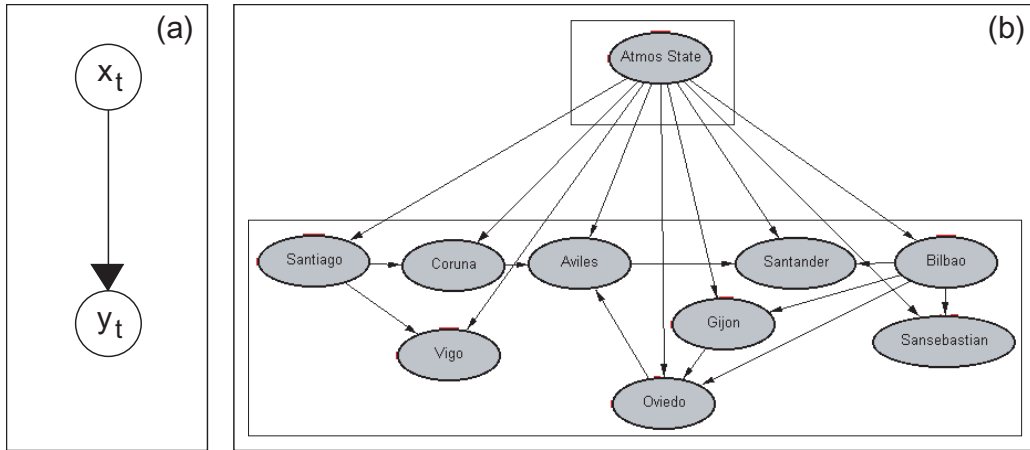 (a)
x_t
y_t
(b)
Atmos State
Santiago
Coruna
Aviles
Santander
Bilbao
Vigo
Gijon
Sansebastian
Oviedo